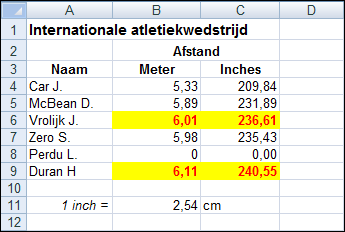 A B C D
1 Internationale atletiekwedstrijd
2 Afstand
3 Naam Meter Inches
4 Car J. 5,33 209,84
5 McBean D. 5,89 231,89
6 Vrolijk J. 6,01 236,61
7 Zero S. 5,98 235,43
8 Perdu L. 0 0,00
9 Duran H 6,11 240,55
10
11 1 inch = 2,54 cm
12